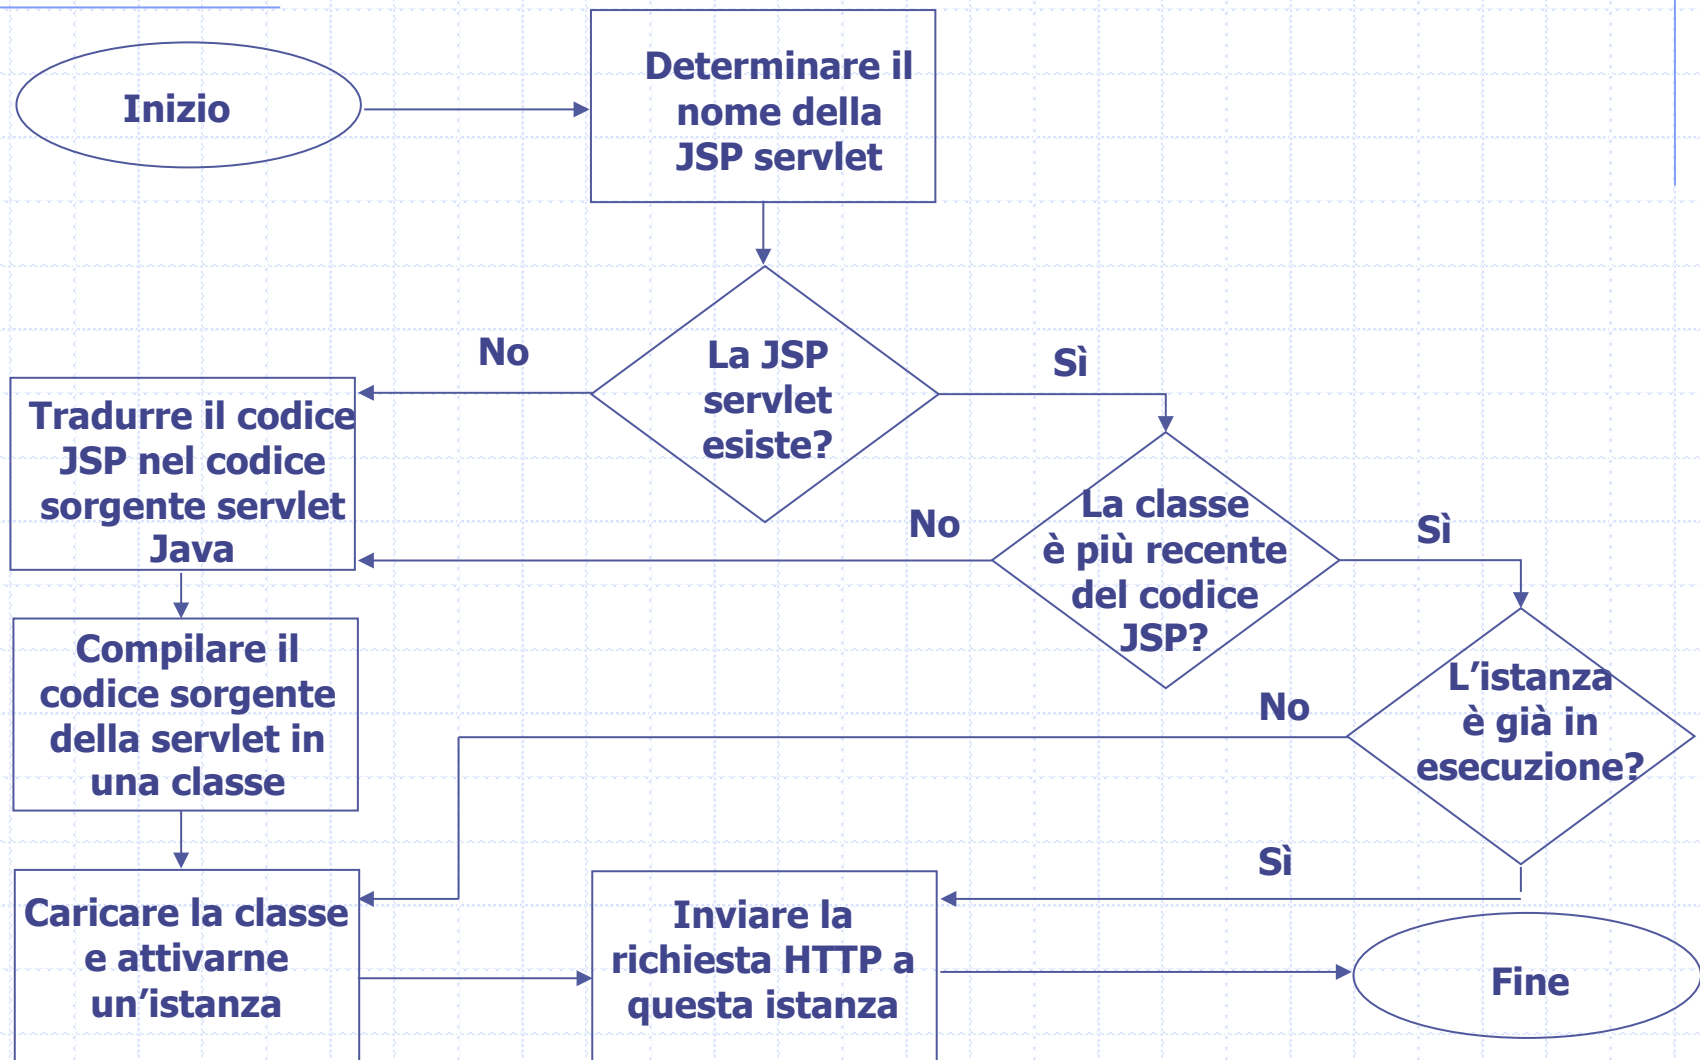 Inizio
Determinare il
nome della
JSP servlet
La JSP
servlet
esiste?
No
Sì
Tradurre il codice
JSP nel codice
sorgente servlet
Java
La classe
è più recente
del codice
JSP?
No
Sì
Compilare il
codice sorgente
della servlet in
una classe
L’istanza
è già in
esecuzione?
No
Sì
Caricare la classe
e attivarne
un’istanza
Inviare la
richiesta HTTP a
questa istanza
Fine